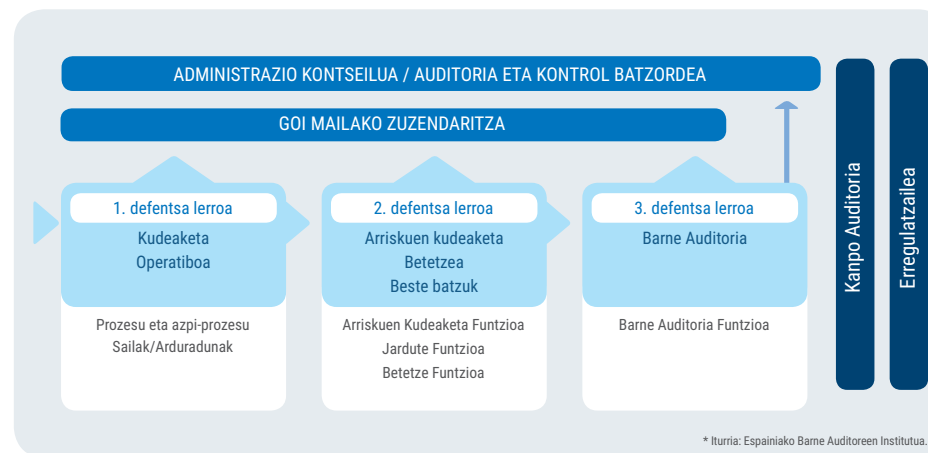 ADMINISTRAZIO KONTSEILUA / AUDITORIA ETA KONTROL BATZORDEA
GOI MAILAKO ZUZENDARITZA
1. defentsa lerroa
Kudeaketa
Operatiboa
Prozesu eta azpi-prozesu
Sailak/Arduradunak
2. defentsa lerroa
Arriskuen kudeaketa
Betetzea
Beste batzuk
Arriskuen Kudeaketa Funtzioa
Jardute Funtzioa
Betetze Funtzioa
3. defentsa lerroa
Barne Auditoria
Barne Auditoria Funtzioa
Kanpo Auditoria
Erregulatzailea
* Iturria: Espainiako Barne Auditoreen Institutua.